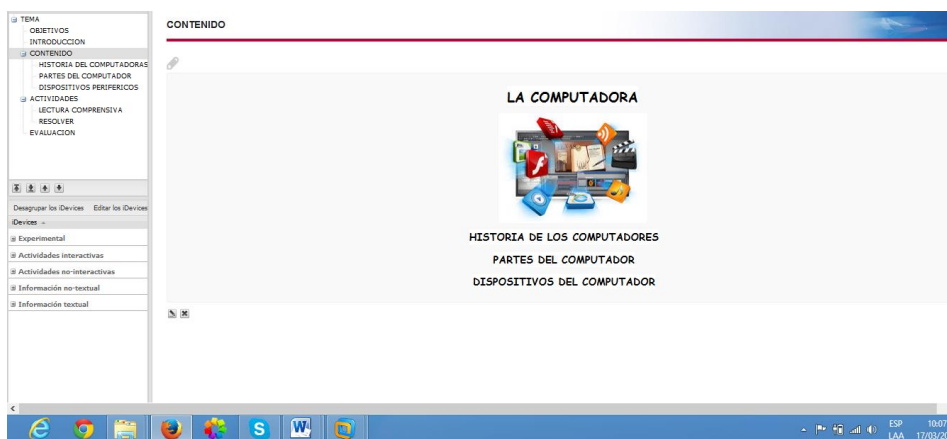 TEMA
OBJETIVOS
INTRODUCCION
CONTENIDO
HISTORIA DEL COMPUTADORAS
PARTES DEL COMPUTADOR
DISPOSITIVOS PERIFERICOS
ACTIVIDADES
LECTURA COMPRENSIVA
RESOLVER
EVALUACION
Desagrupar los iDevices Editar los iDevices
iDevices
Experimental
Actividades interactivas
Actividades no-interactivas
Información no-textual
Información textual
CONTENIDO
LA COMPUTADORA
HISTORIA DE LOS COMPUTADORES
PARTES DEL COMPUTADOR
DISPOSITIVOS DEL COMPUTADOR
ESP 10:07
LAA 17/03/20